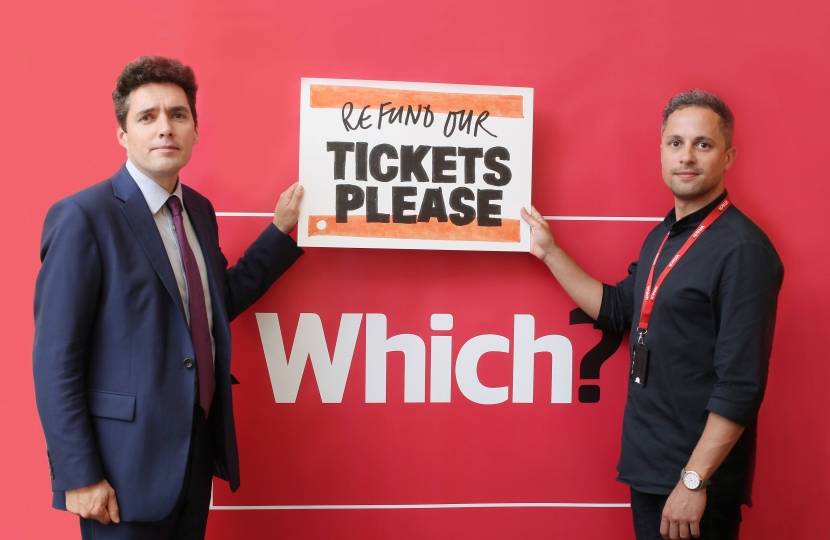 REFUND OUR
TICKETS
PLEASE
Which?